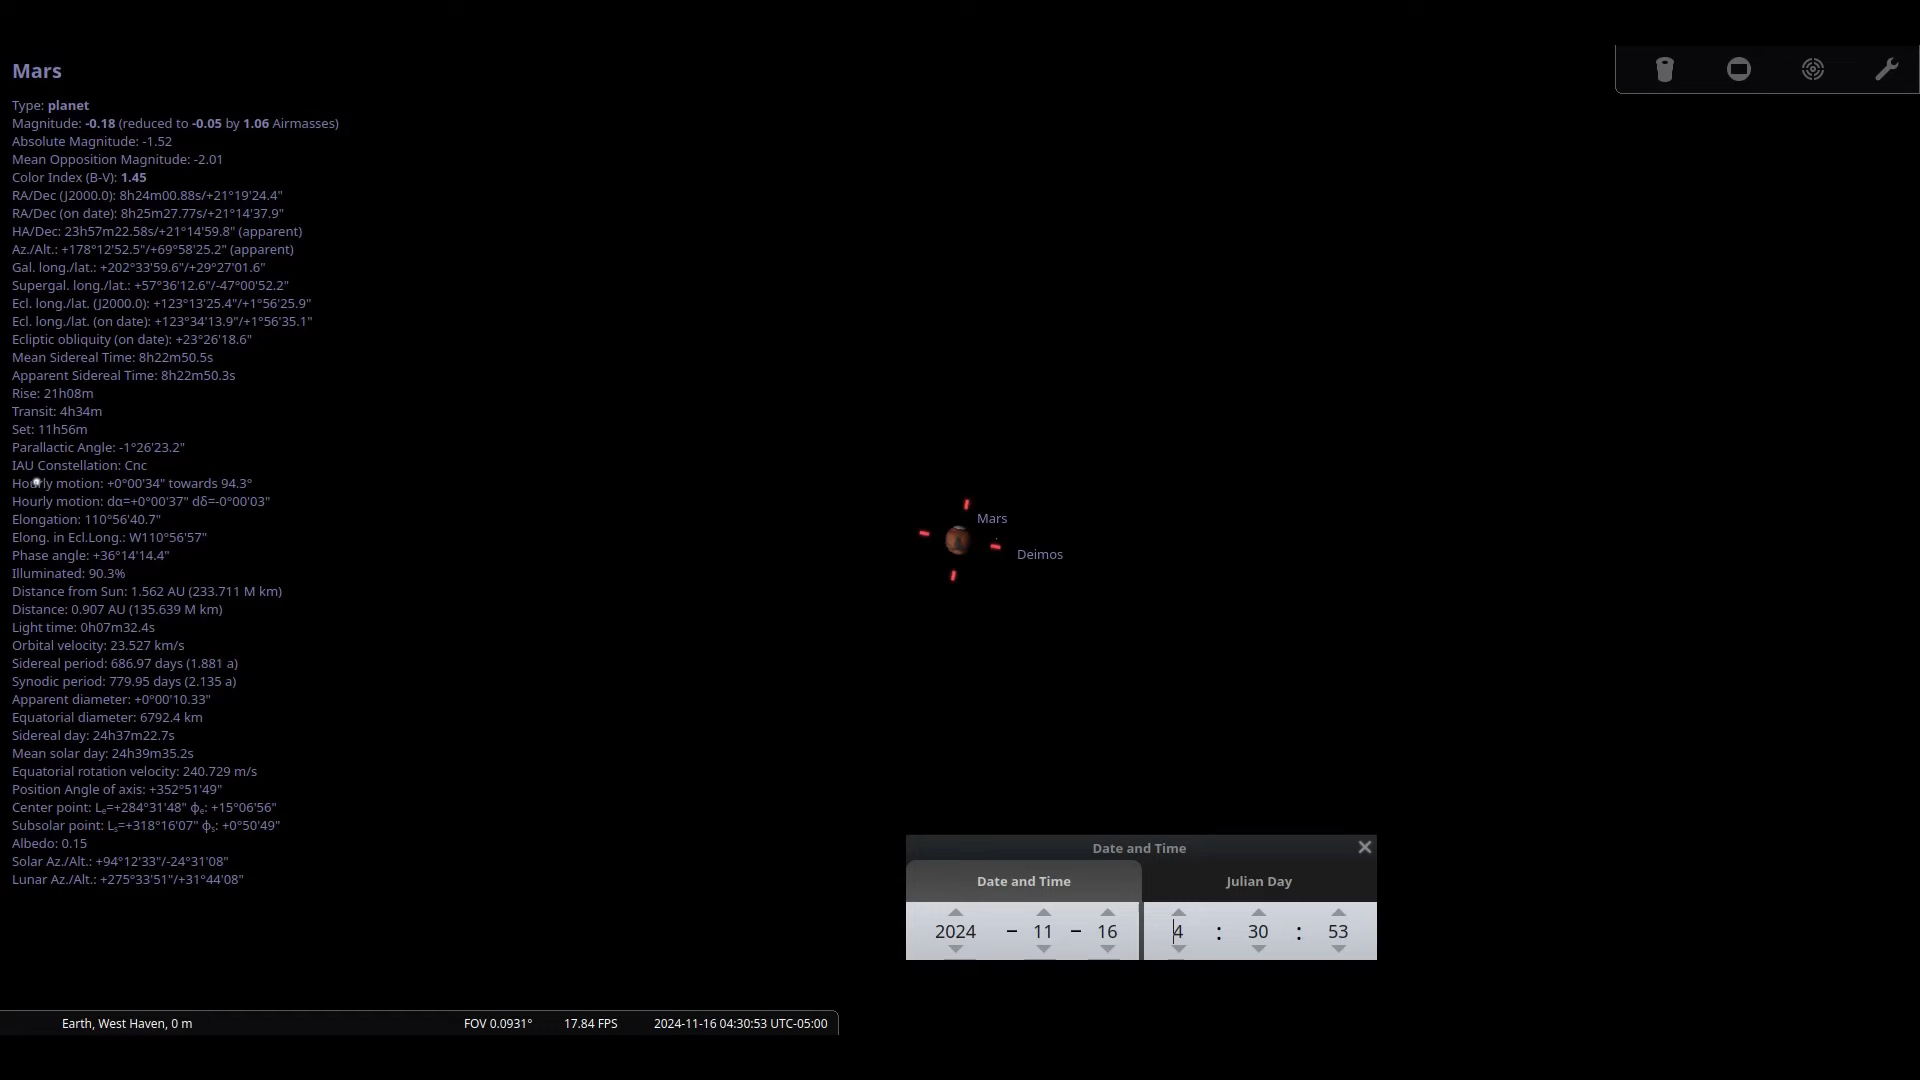 Mars
Type: planet
Magnitude: -0.18 (reduced to -0.05 by 1.06 Airmasses)
Absolute Magnitude: -1.52
Mean Opposition Magnitude: -2.01
Color Index (B-V): 1.45
RA/Dec (J2000.0): 8h24m00.88s/+21°19'24.4"
RA/Dec (on date): 8h25m27.77s/+21°14'37.9"
HA/Dec: 23h57m22.58s/+21°14'59.8" (apparent)
Az./Alt.: +178°12'52.5"/+69°58'25.2" (apparent)
Gal. long./lat.: +202°33'59.6"/+29°27'01.6"
Supergal. long./lat.: +57°36'12.6"/-47°00'52.2"
Ecl. long./lat. (J2000.0): +123°13'25.4"/+1°56'25.9"
Ecl. long./lat. (on date): +123°34'13.9"/+1°56'35.1"
Ecliptic obliquity (on date): +23°26'18.6"
Mean Sidereal Time: 8h22m50.5s
Apparent Sidereal Time: 8h22m50.3s
Rise: 21h08m
Transit: 4h34m
Set: 11h56m
Parallactic Angle: -1°26'23.2"
IAU Constellation: Cnc
Hourly motion: +0°00'34" towards 94.3°
Hourly motion: dα=+0°00'37" dδ=-0°00'03"
Elongation: 110°56'40.7"
Elong. in Ecl.Long.: W110°56'57"
Phase angle: +36°14'14.4"
Illuminated: 90.3%
Distance from Sun: 1.562 AU (233.711 M km)
Distance: 0.907 AU (135.639 M km)
Light time: 0h07m32.4s
Orbital velocity: 23.527 km/s
Sidereal period: 686.97 days (1.881 a)
Synodic period: 779.95 days (2.135 a)
Apparent diameter: +0°00'10.33"
Equatorial diameter: 6792.4 km
Sidereal day: 24h37m22.7s
Mean solar day: 24h39m35.2s
Equatorial rotation velocity: 240.729 m/s
Position Angle of axis: +352°51'49"
Center point: Lₑ=+284°31'48" ϕₑ: +15°06'56"
Subsolar point: Lₛ=+318°16'07" ϕₛ: +0°50'49"
Albedo: 0.15
Solar Az./Alt.: +94°12'33"/-24°31'08"
Lunar Az./Alt.: +275°33'51"/+31°44'08"
Mars
Deimos
Date and Time
Date and Time Julian Day
2024 - 11 - 16 4 : 30 : 53
Earth, West Haven, 0 m FOV 0.0931° 17.84 FPS 2024-11-16 04:30:53 UTC-05:00